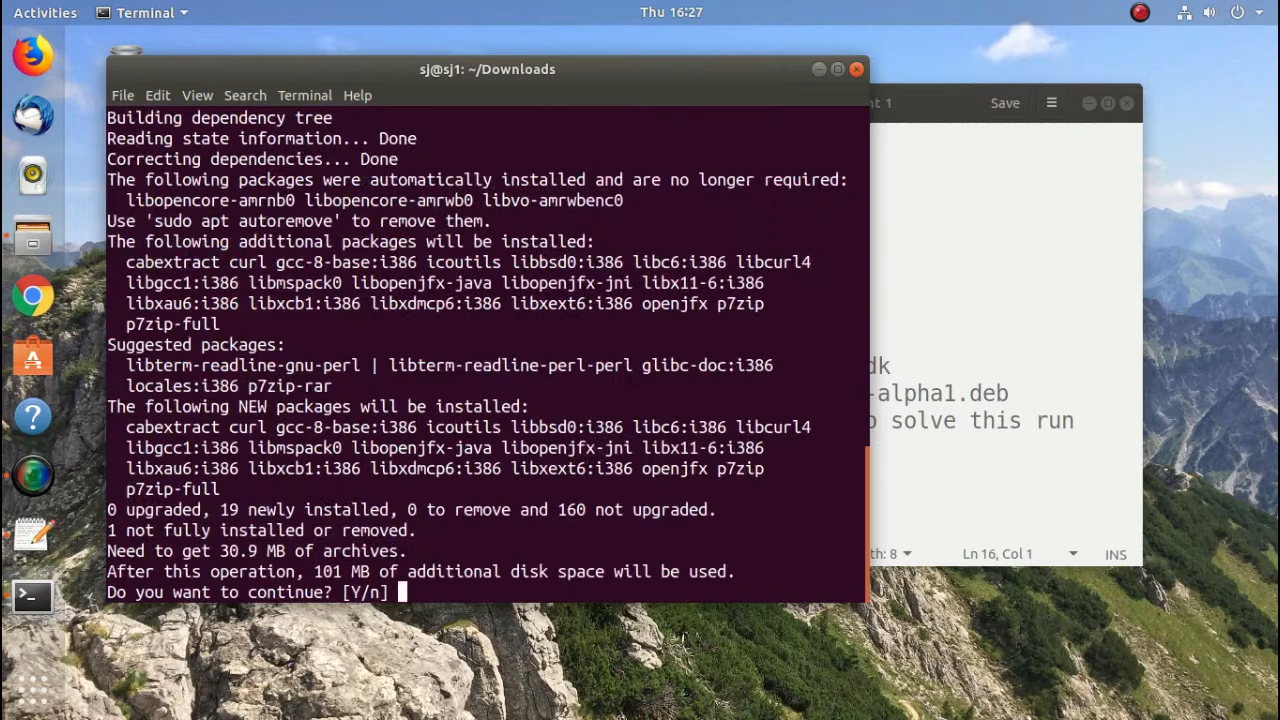 Activities
Terminal
Thu 16:27
sj@sj1: ~/Downloads
File Edit View Search Terminal Help
Building dependency tree
Reading state information... Done
Correcting dependencies... Done
The following packages were automatically installed and are no longer required:
libopencore-amrnb0 libopencore-amrwb0 libvo-amrwbenc0
Use 'sudo apt autoremove' to remove them.
The following additional packages will be installed:
cabextract curl gcc-8-base:i386 icoutils libbsd0:i386 libc6:i386 libcurl4
libgcc1:i386 libmspack0 libopenjfx-java libopenjfx-jni libx11-6:i386
libxau6:i386 libxcb1:i386 libxdmcp6:i386 libxext6:i386 openjfx p7zip
p7zip-full
Suggested packages:
libterm-readline-gnu-perl | libterm-readline-perl-perl glibc-doc:i386
locales:i386 p7zip-rar
The following NEW packages will be installed:
cabextract curl gcc-8-base:i386 icoutils libbsd0:i386 libc6:i386 libcurl4
libgcc1:i386 libmspack0 libopenjfx-java libopenjfx-jni libx11-6:i386
libxau6:i386 libxcb1:i386 libxdmcp6:i386 libxext6:i386 openjfx p7zip
p7zip-full
0 upgraded, 19 newly installed, 0 to remove and 160 not upgraded.
1 not fully installed or removed.
Need to get 30.9 MB of archives.
After this operation, 101 MB of additional disk space will be used.
Do you want to continue? [Y/n]
nt 1
Save
dk
-alpha1.deb
o solve this run
th: 8
Ln 16, Col 1
INS